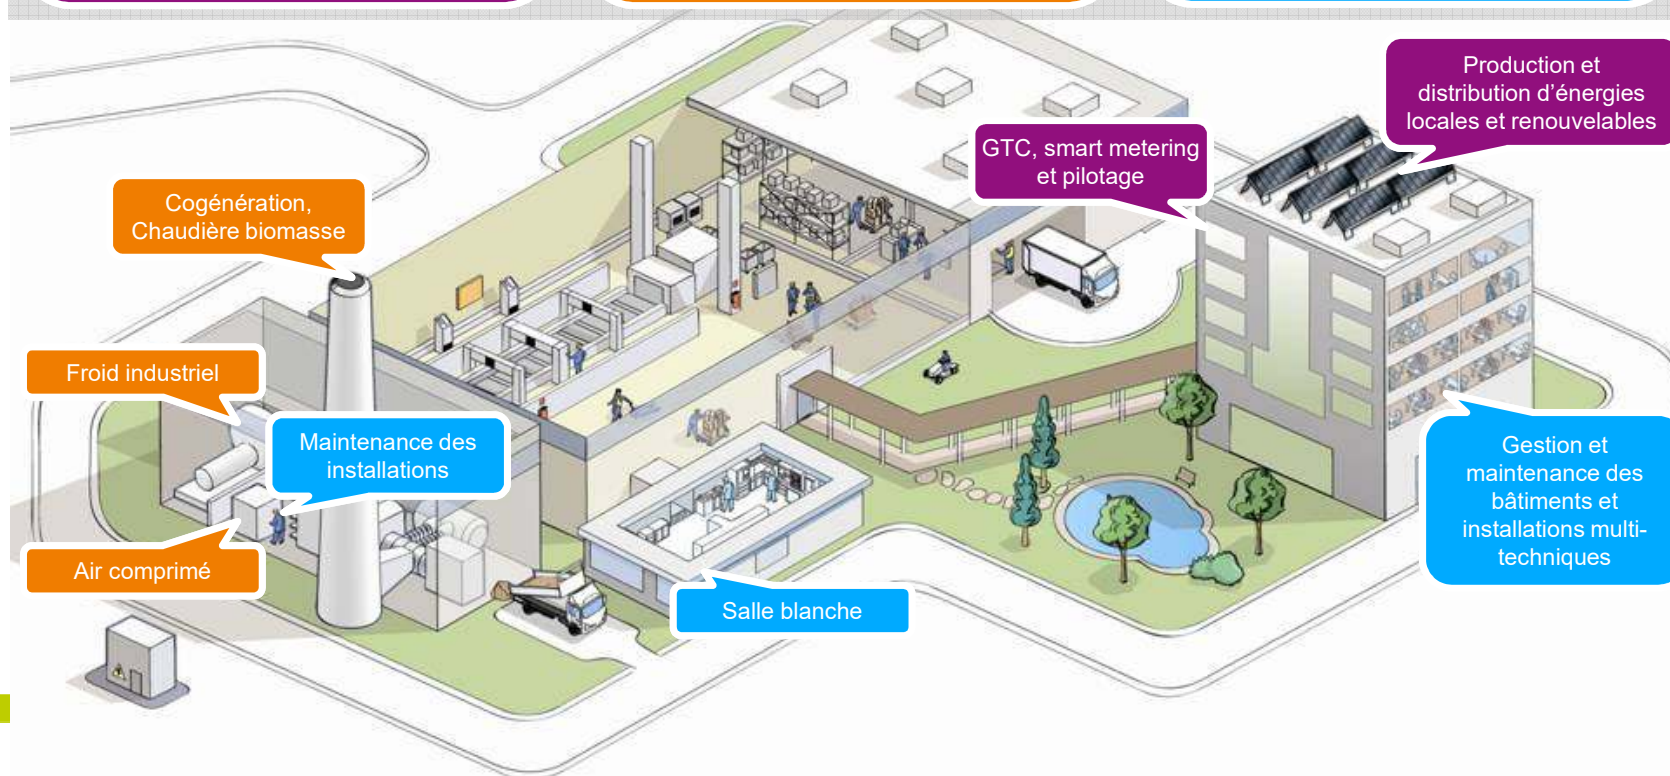 Production et
distribution d'énergies
locales et renouvelables
GTC, smart metering
et pilotage
Cogénération,
Chaudière biomasse
Froid industriel
Maintenance des
installations
Gestion et
maintenance des
bâtiments et
installations multi-
techniques
Air comprimé
Salle blanche